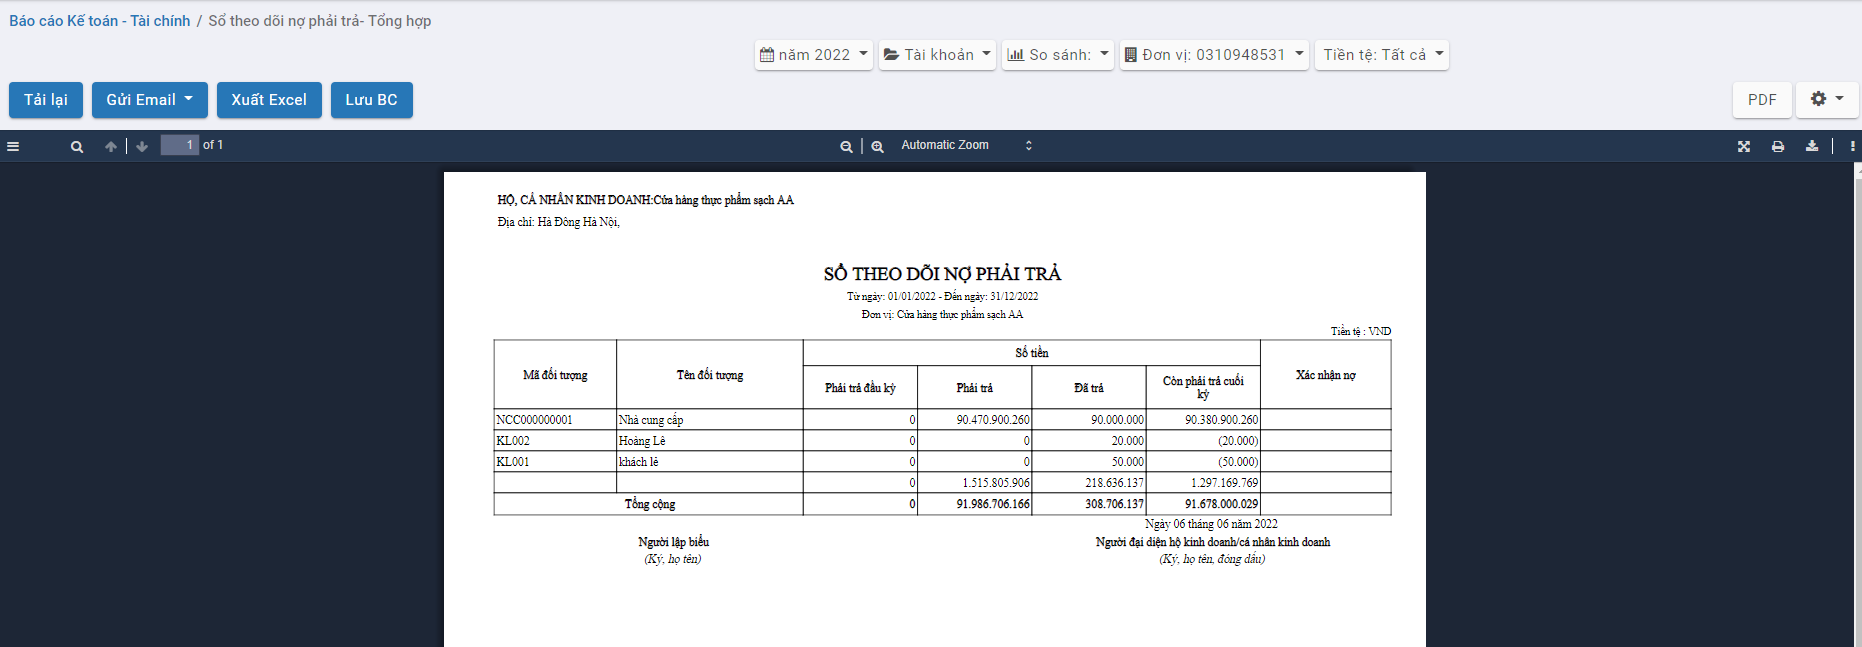 Báo cáo Kế toán - Tài chính / Sổ theo dõi nợ phải trả- Tổng hợp
năm 2022 Tài khoản So sánh: Đơn vị: 0310948531 Tiền tệ: Tất cả
Tải lại Gửi Email Xuất Excel Lưu BC PDF
1 of 1 Automatic Zoom
HỘ, CÁ NHÂN KINH DOANH:Cửa hàng thực phẩm sạch AA
Địa chỉ: Hà Đông Hà Nội,
SỔ THEO DÕI NỢ PHẢI TRẢ
Từ ngày: 01/01/2022 - Đến ngày: 31/12/2022
Đơn vị: Cửa hàng thực phẩm sạch AA
Tiền tệ : VND
Mã đối tượng Tên đối tượng Số tiền Xác nhận nợ
Phải trả đầu kỳ Phải trả Đã trả Còn phải trả cuối kỳ
NCC000000001 Nhà cung cấp 0 90.470.900.260 90.000.000 90.380.900.260
KL002 Hoàng Lê 0 0 20.000 (20.000)
KL001 khách lẻ 0 0 50.000 (50.000)
0 1.515.805.906 218.636.137 1.297.169.769
Tổng cộng 0 91.986.706.166 308.706.137 91.678.000.029
Ngày 06 tháng 06 năm 2022
Người lập biểu Người đại diện hộ kinh doanh/cá nhân kinh doanh
(Ký, họ tên) (Ký, họ tên, đóng dấu)